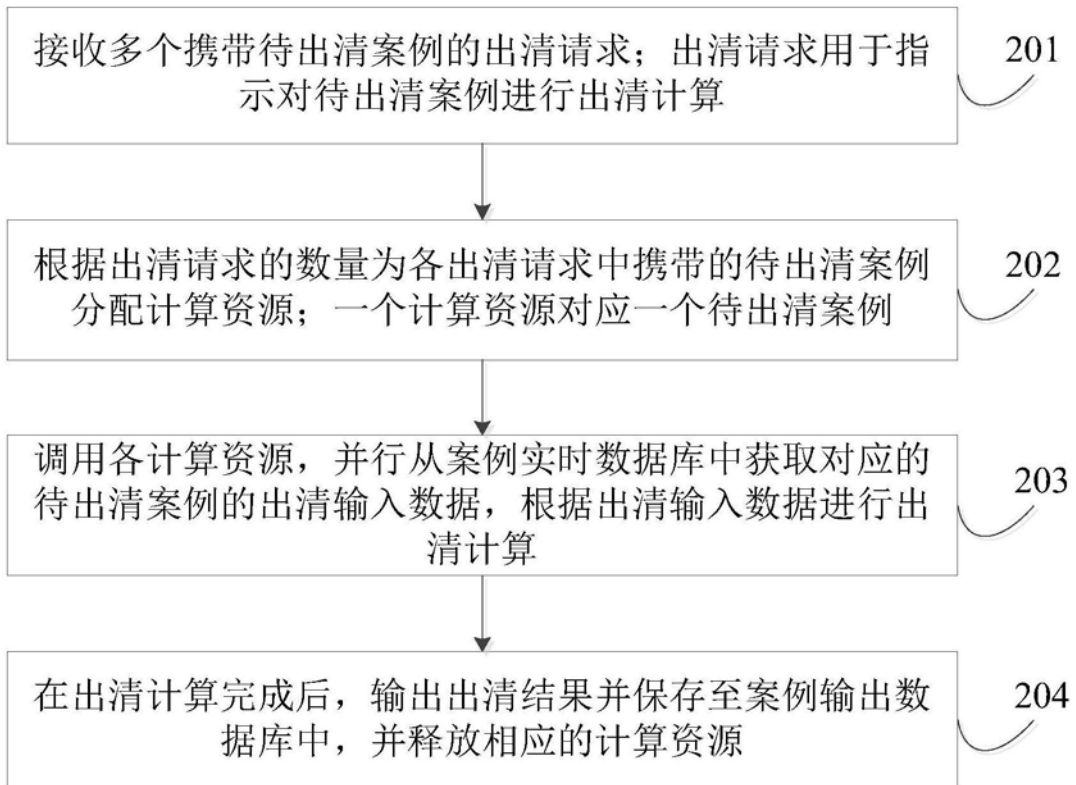 接收多个携带待出清案例的出清请求；出清请求用于指
示对待出清案例进行出清计算
201
根据出清请求的数量为各出清请求中携带的待出清案例
分配计算资源；一个计算资源对应一个待出清案例
202
调用各计算资源，并行从案例实时数据库中获取对应的
待出清案例的出清输入数据，根据出清输入数据进行出
清计算
203
在出清计算完成后，输出出清结果并保存至案例输出数
据库中，并释放相应的计算资源
204